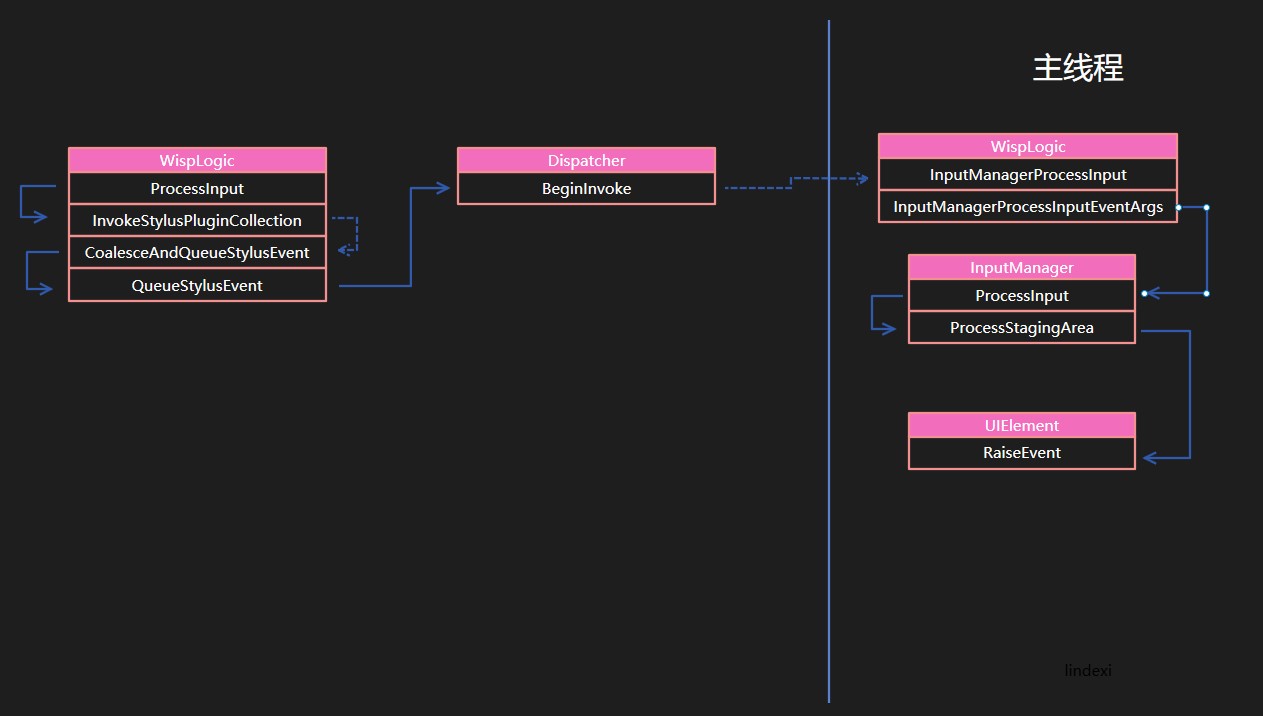 主线程
WispLogic
ProcessInput
InvokeStylusPluginCollection
CoalesceAndQueueStylusEvent
QueueStylusEvent
Dispatcher
BeginInvoke
WispLogic
InputManagerProcessInput
InputManagerProcessInputEventArgs
InputManager
ProcessInput
ProcessStagingArea
UIElement
RaiseEvent
lindexi